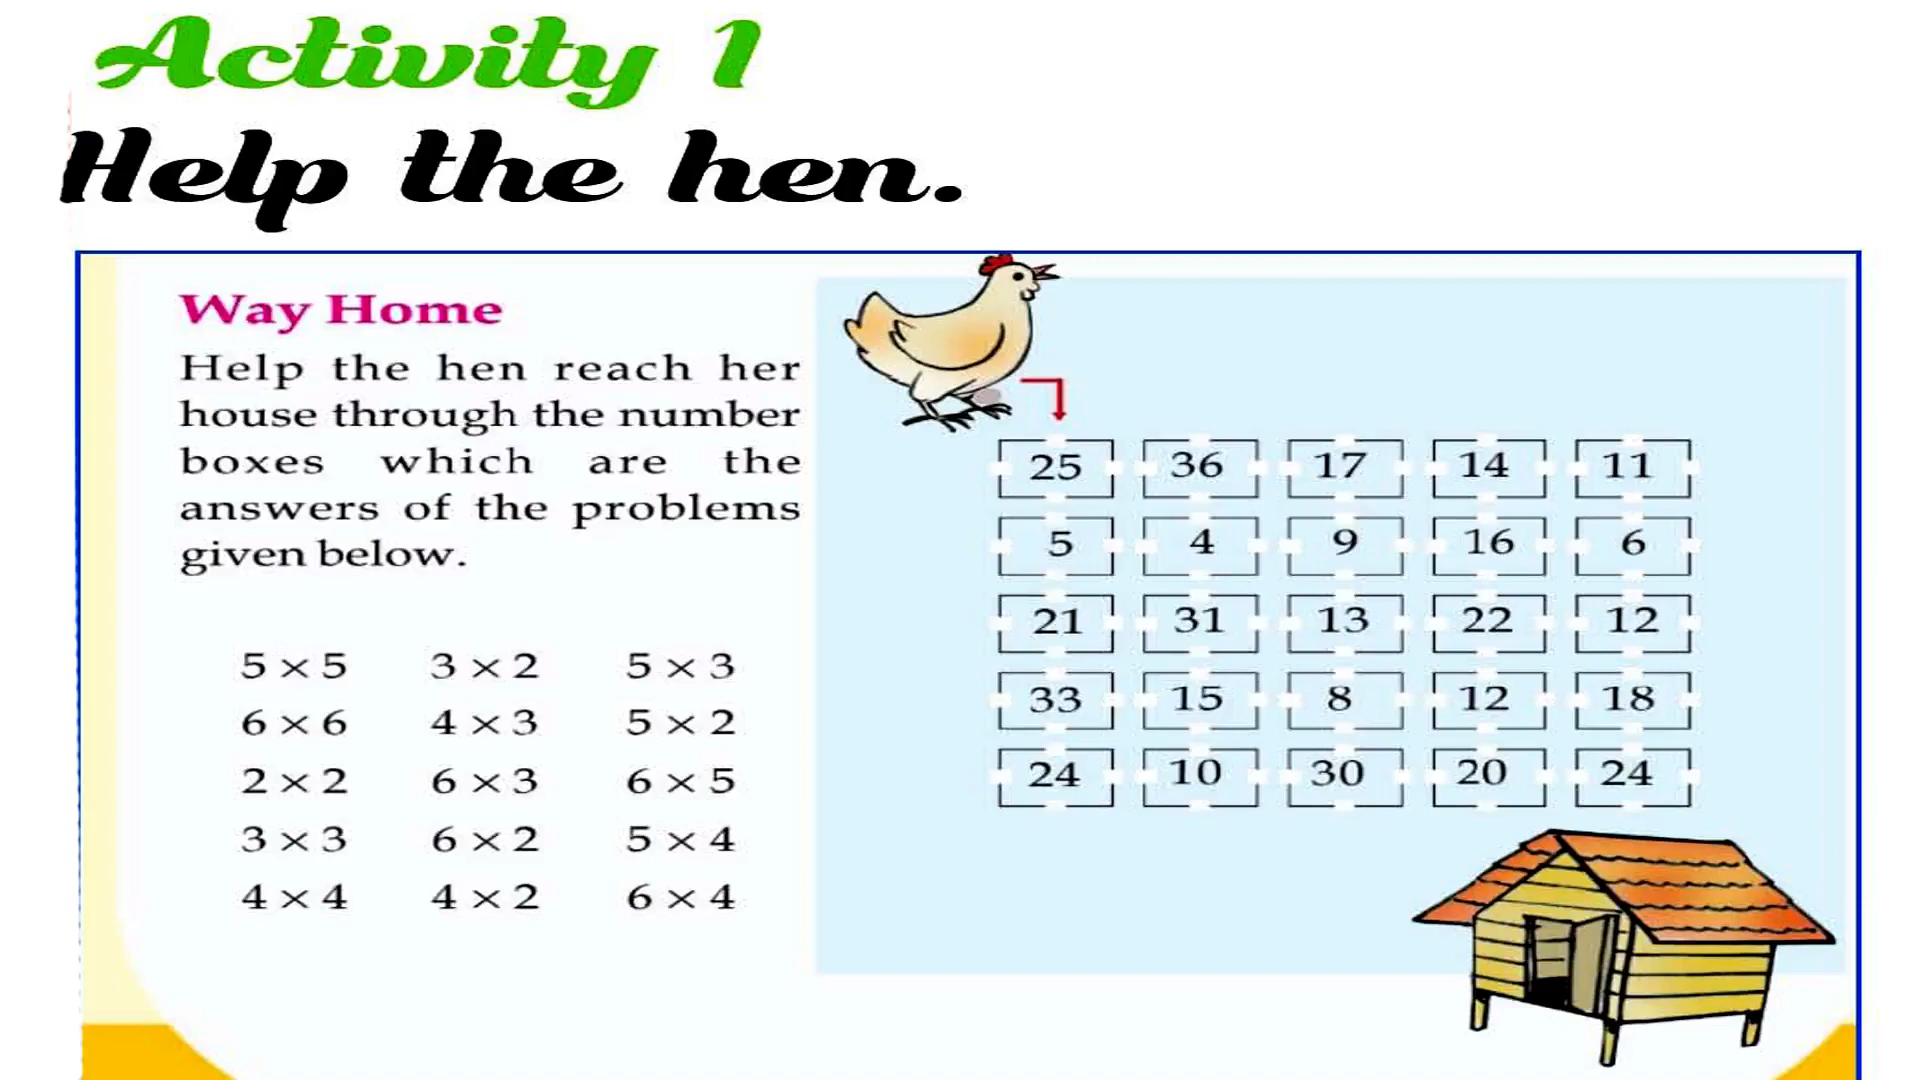 Activity 1
Help the hen.
Way Home
Help the hen reach her
house through the number
boxes which are the
answers of the problems
given below.
5 × 5 3 × 2 5 × 3
6 × 6 4 × 3 5 × 2
2 × 2 6 × 3 6 × 5
3 × 3 6 × 2 5 × 4
4 × 4 4 × 2 6 × 4
25 36 17 14 11
5 4 9 16 6
21 31 13 22 12
33 15 8 12 18
24 10 30 20 24